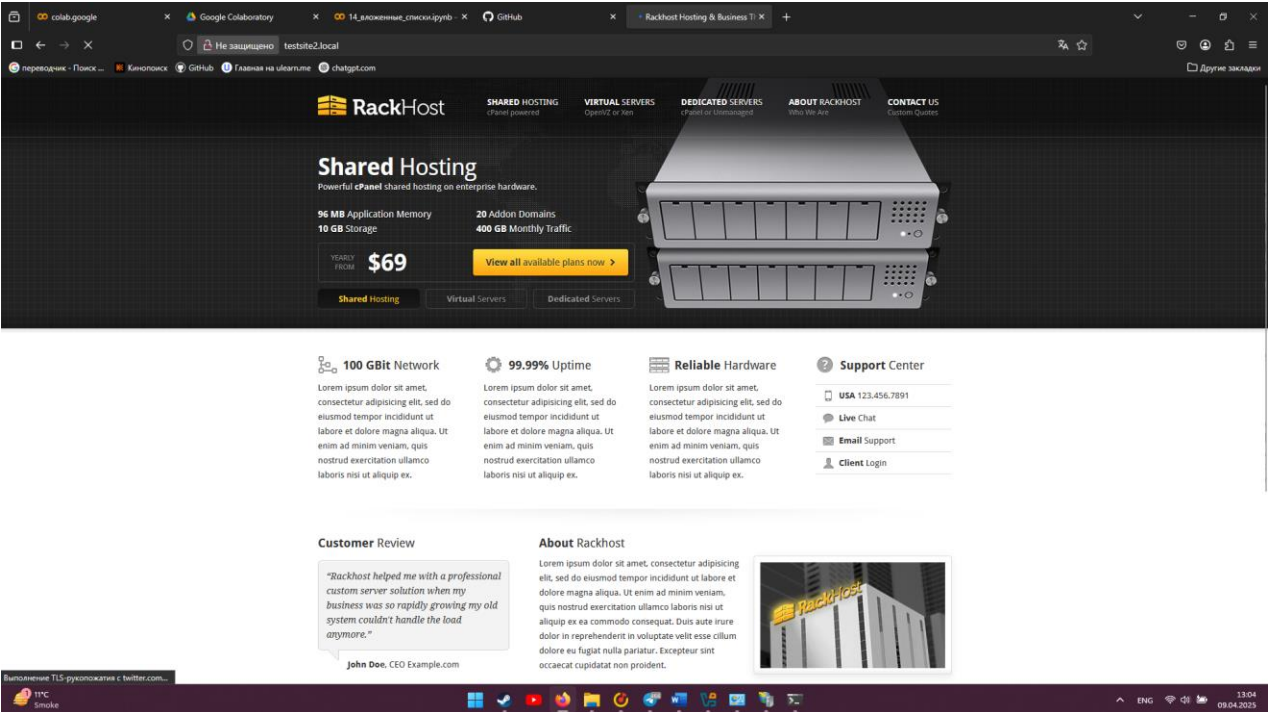 colab.google
Google Colaboratory
14_вложенные_списки.ipynb -
GitHub
Rackhost Hosting & Business T
Не защищено
testsite2.local
переводчик - Поиск ...
Кинопоиск
GitHub
Главная на ulearn.me
chatgpt.com
Другие закладки
RackHost
SHARED HOSTING
cPanel powered
VIRTUAL SERVERS
OpenVZ or Xen
DEDICATED SERVERS
cPanel or Unmanaged
ABOUT RACKHOST
Who We Are
CONTACT US
Custom Quotes
Shared Hosting
Powerful cPanel shared hosting on enterprise hardware.
96 MB Application Memory
20 Addon Domains
10 GB Storage
400 GB Monthly Traffic
YEARLY
FROM
$69
View all available plans now >
Shared Hosting
Virtual Servers
Dedicated Servers
100 GBit Network
Lorem ipsum dolor sit amet,
consectetur adipisicing elit, sed do
eiusmod tempor incididunt ut
labore et dolore magna aliqua. Ut
enim ad minim veniam, quis
nostrud exercitation ullamco
laboris nisi ut aliquip ex.
99.99% Uptime
Lorem ipsum dolor sit amet,
consectetur adipisicing elit, sed do
eiusmod tempor incididunt ut
labore et dolore magna aliqua. Ut
enim ad minim veniam, quis
nostrud exercitation ullamco
laboris nisi ut aliquip ex.
Reliable Hardware
Lorem ipsum dolor sit amet,
consectetur adipisicing elit, sed do
eiusmod tempor incididunt ut
labore et dolore magna aliqua. Ut
enim ad minim veniam, quis
nostrud exercitation ullamco
laboris nisi ut aliquip ex.
Support Center
USA 123.456.7891
Live Chat
Email Support
Client Login
Customer Review
"Rackhost helped me with a professional
custom server solution when my
business was so rapidly growing my old
system couldn't handle the load
anymore."
John Doe, CEO Example.com
About Rackhost
Lorem ipsum dolor sit amet, consectetur adipisicing
elit, sed do eiusmod tempor incididunt ut labore et
dolore magna aliqua. Ut enim ad minim veniam,
quis nostrud exercitation ullamco laboris nisi ut
aliquip ex ea commodo consequat. Duis aute irure
dolor in reprehenderit in voluptate velit esse cillum
dolore eu fugiat nulla pariatur. Excepteur sint
occaecat cupidatat non proident.
RackHost
Выполнение TLS-рукопожатия с twitter.com...
11°C
Smoke
ENG
13:04
09.04.2025